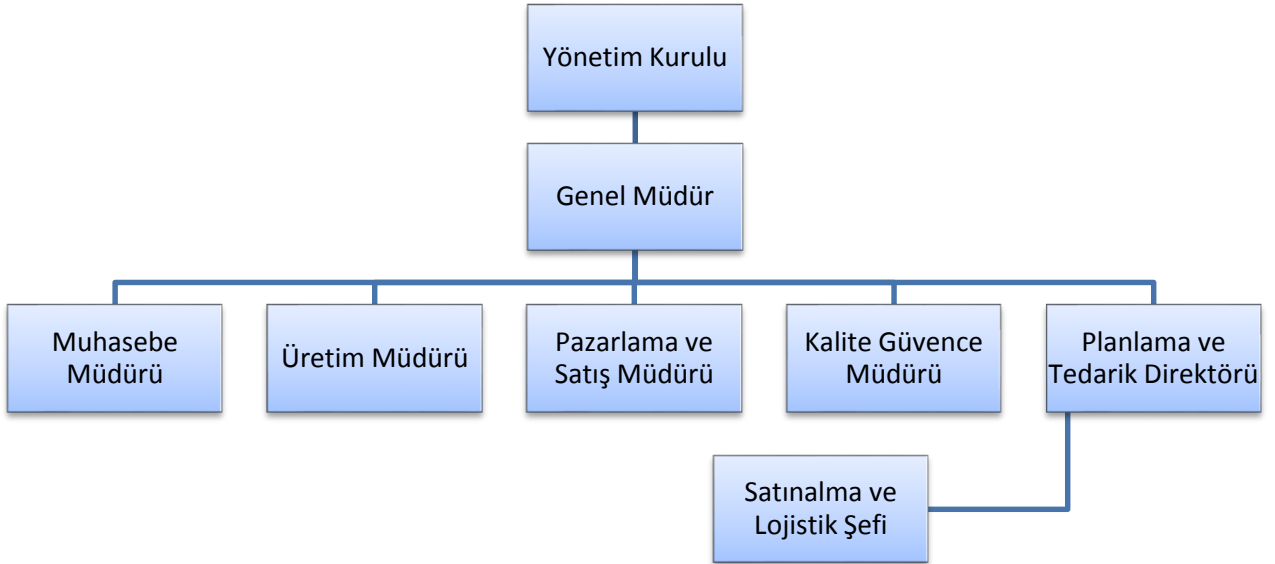 Yönetim Kurulu
Genel Müdür
Muhasebe
Müdürü
Üretim Müdürü
Pazarlama ve
Satış Müdürü
Kalite Güvence
Müdürü
Planlama ve
Tedarik Direktörü
Satınalma ve
Lojistik Şefi